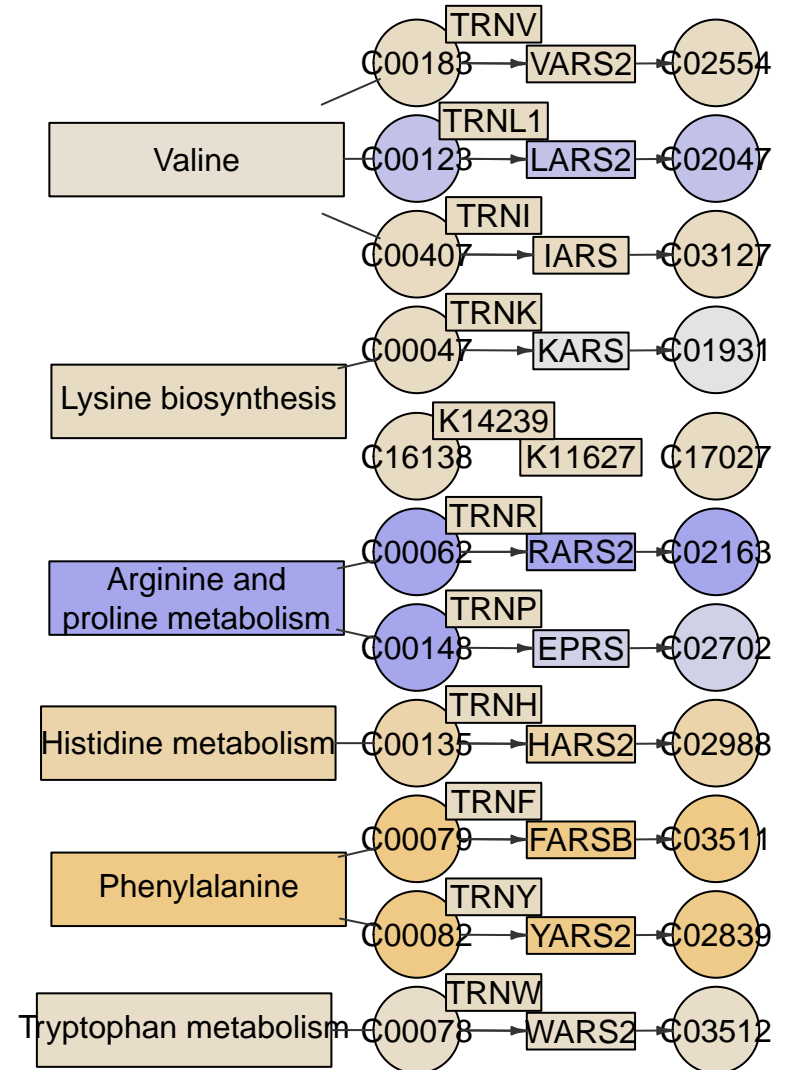 TRNV
C00183 VARS2 C02554
TRNL1
Valine C00123 LARS2 C02047
TRNI
C00407 IARS C03127
TRNK
C00047 KARS C01931
Lysine biosynthesis
K14239
C16138 K11627 C17027
TRNR
C00062 RARS2 C02163
Arginine and
proline metabolism
TRNP
C00148 EPRS C02702
TRNH
Histidine metabolism C00135 HARS2 C02988
TRNF
C00079 FARSB C03511
Phenylalanine
TRNY
C00082 YARS2 C02839
TRNW
Tryptophan metabolism C00078 WARS2 C03512